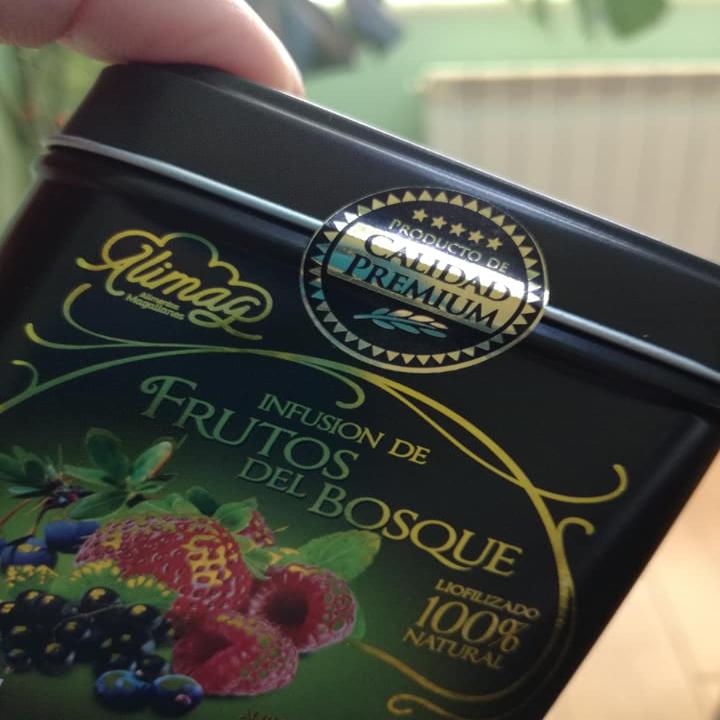 Alimag
Alimentos
Magallanes
PRODUCTO DE
CALIDAD
PREMIUM
INFUSION DE
FRUTOS
DEL BOSQUE
LIOFILIZADO
100%
NATURAL